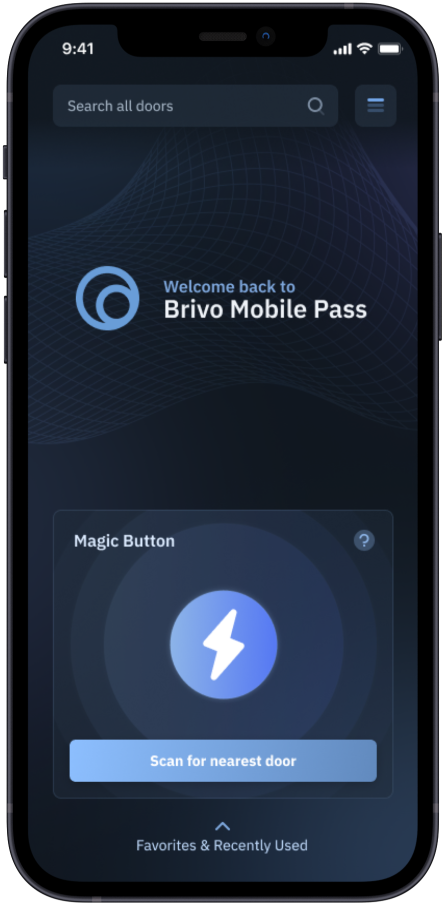 9:41
Search all doors
Welcome back to
Brivo Mobile Pass
Magic Button
?
Scan for nearest door
Favorites & Recently Used